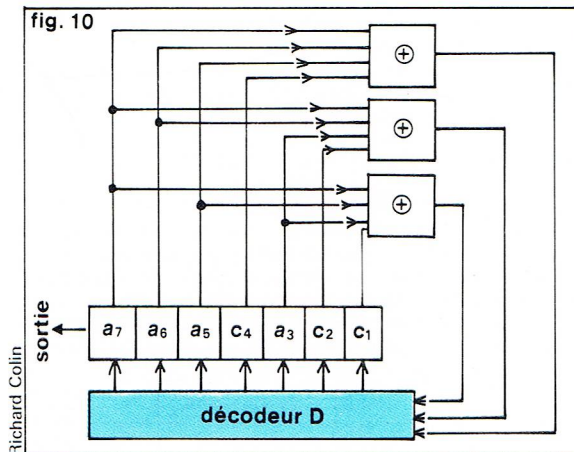 fig. 10
⊕
⊕
⊕
a7 a6 a5 c4 a3 c2 c1
sortie
décodeur D
Richard Colin